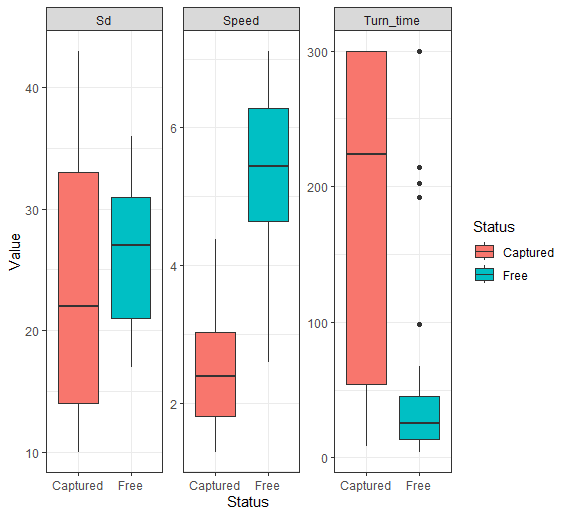 Sd Speed Turn_time
Value
40
30
20
10
6
4
2
300
200
100
0
Captured Free Captured Free Captured Free
Status
Status
Captured
Free